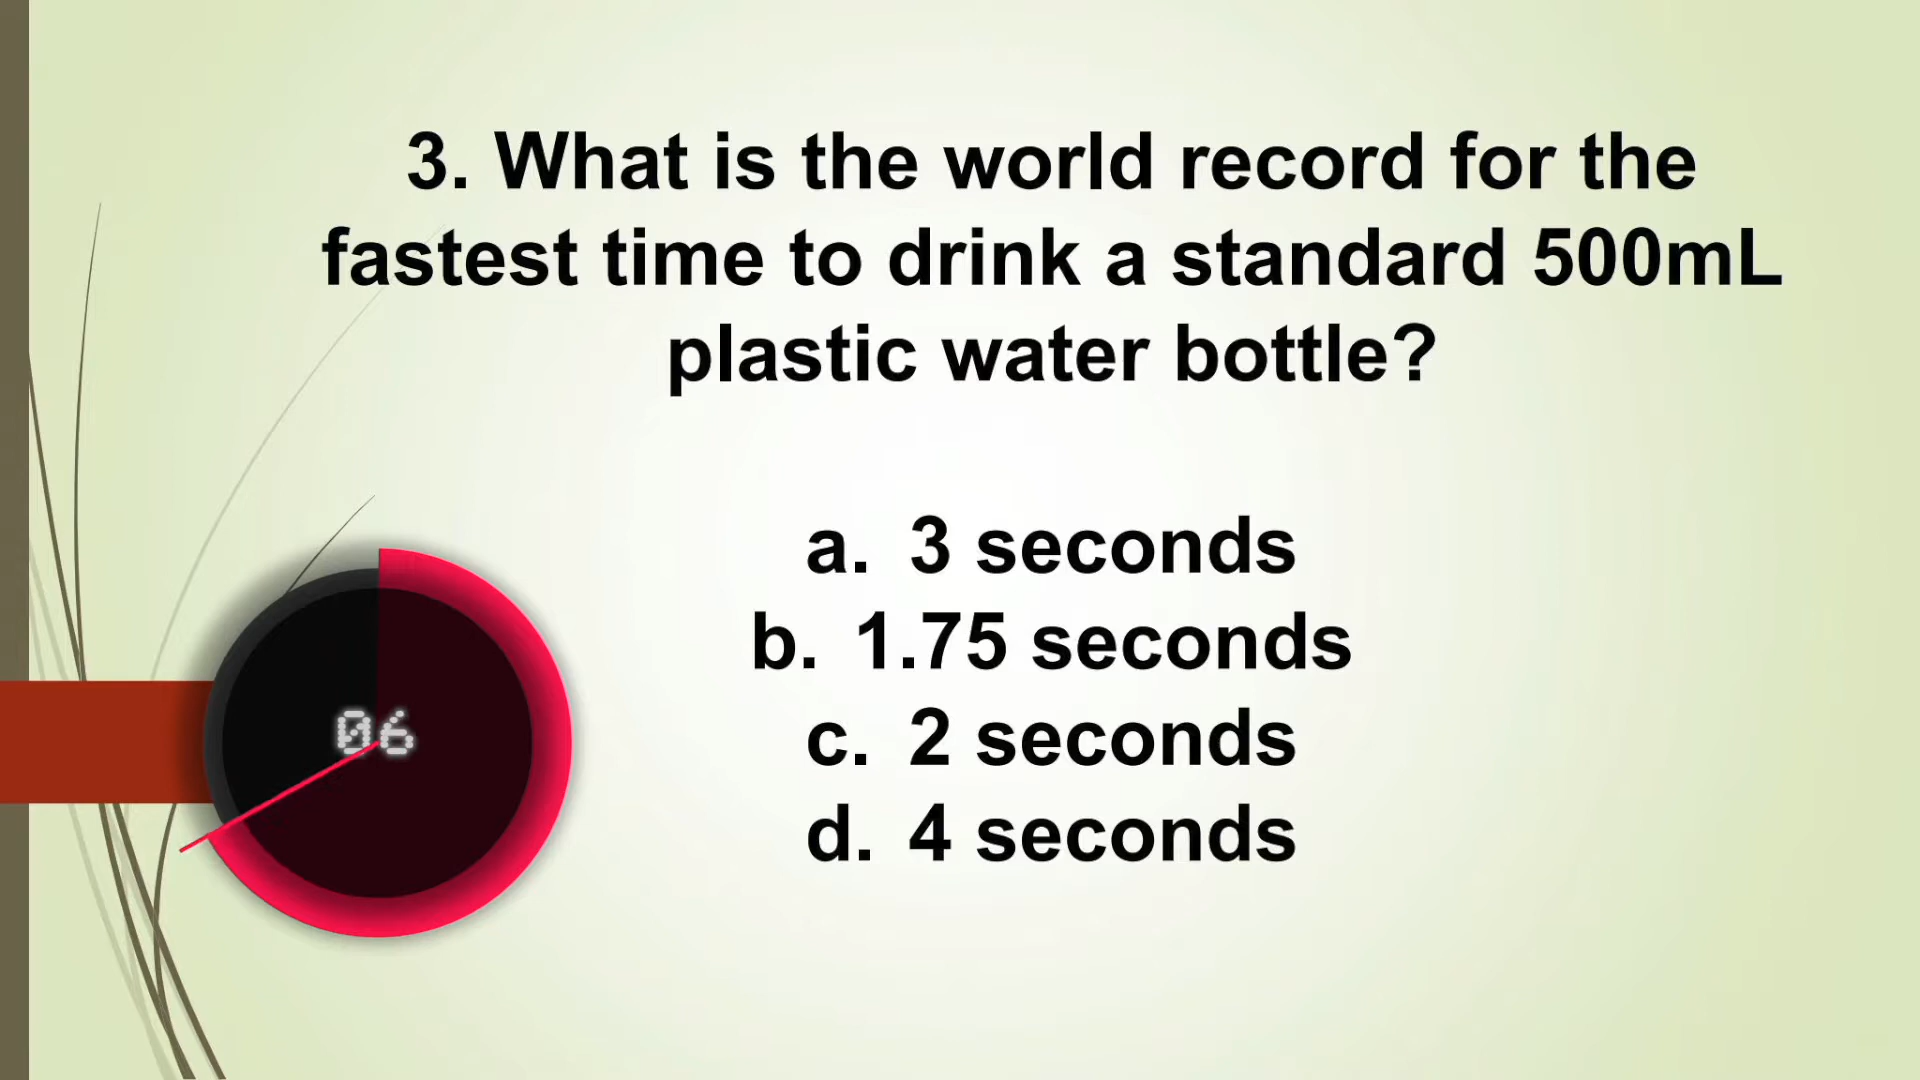 3. What is the world record for the
fastest time to drink a standard 500mL
plastic water bottle?
a. 3 seconds
b. 1.75 seconds
c. 2 seconds
d. 4 seconds
06